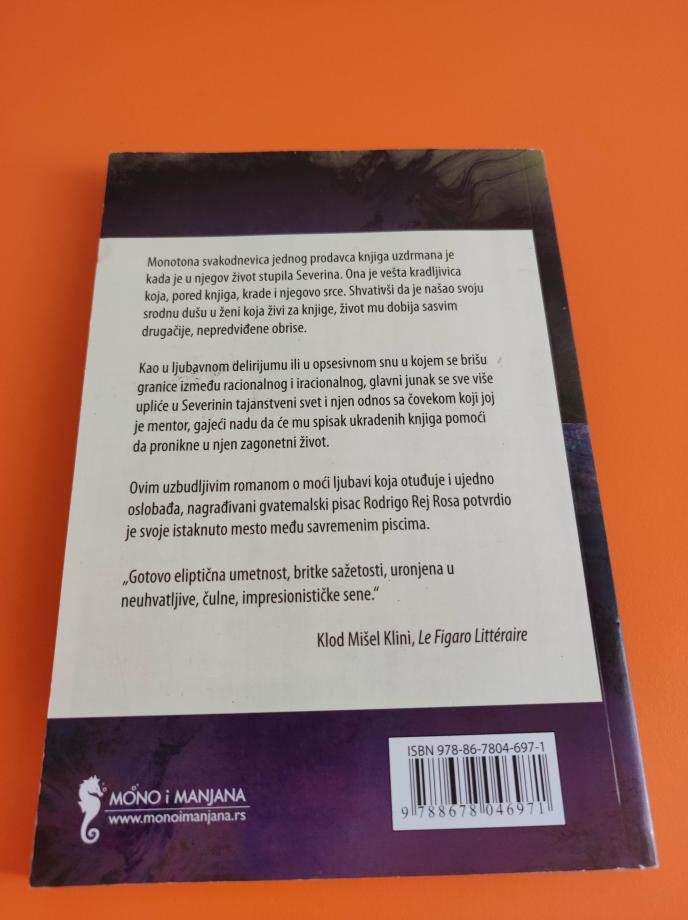 Monotona svakodnevica jednog prodavca knjiga uzdrmana je
kada je u njegov život stupila Severina. Ona je vešta kradljivica
koja, pored knjiga, krade i njegovo srce. Shvativši da je našao svoju
srodnu dušu u ženi koja živi za knjige, život mu dobija sasvim
drugačije, nepredviđene obrise.
Kao u ljubavnom delirijumu ili u opsesivnom snu u kojem se brišu
granice između racionalnog i iracionalnog, glavni junak se sve više
upliće u Severinin tajanstveni svet i njen odnos sa čovekom koji joj
je mentor, gajeći nadu da će mu spisak ukradenih knjiga pomoći
da pronikne u njen zagonetni život.
Ovim uzbudljivim romanom o moći ljubavi koja otuđuje i ujedno
oslobađa, nagrađivani gvatemalski pisac Rodrigo Rej Rosa potvrdio
je svoje istaknuto mesto među savremenim piscima.
„Gotovo eliptična umetnost, britke sažetosti, uronjena u
neuhvatljive, čulne, impresionističke sene.“
Klod Mišel Klini, Le Figaro Littéraire
ISBN 978-86-7804-697-1
9 788678 046971
MONO i MANJANA
www.monoimanjana.rs